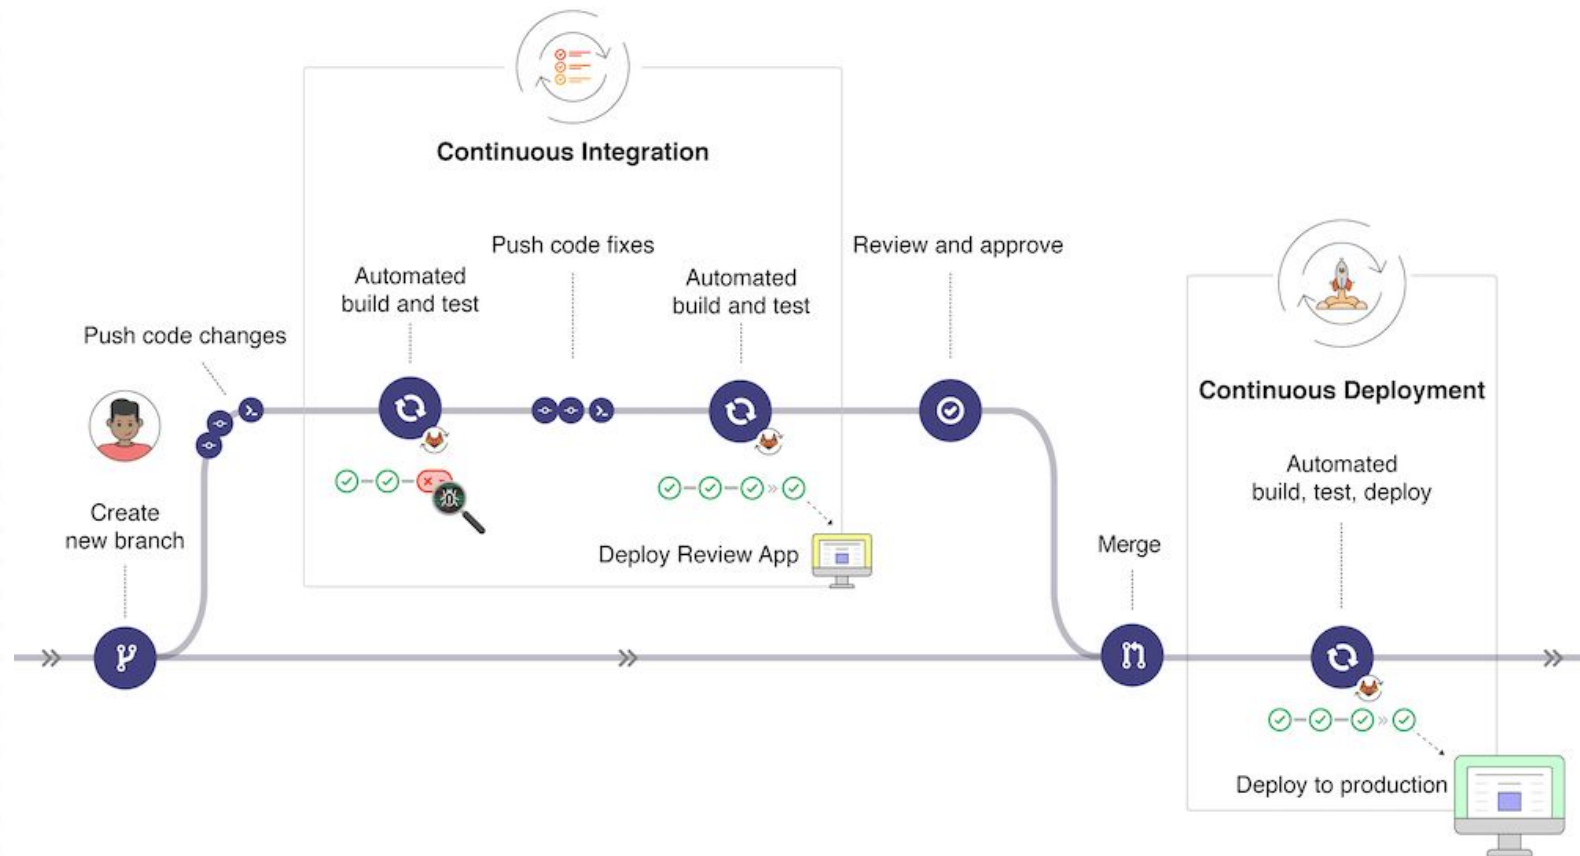 Continuous Integration
Push code fixes
Review and approve
Automated
build and test
Automated
build and test
Push code changes
Continuous Deployment
Automated
build, test, deploy
Create
new branch
Deploy Review App
Merge
Deploy to production